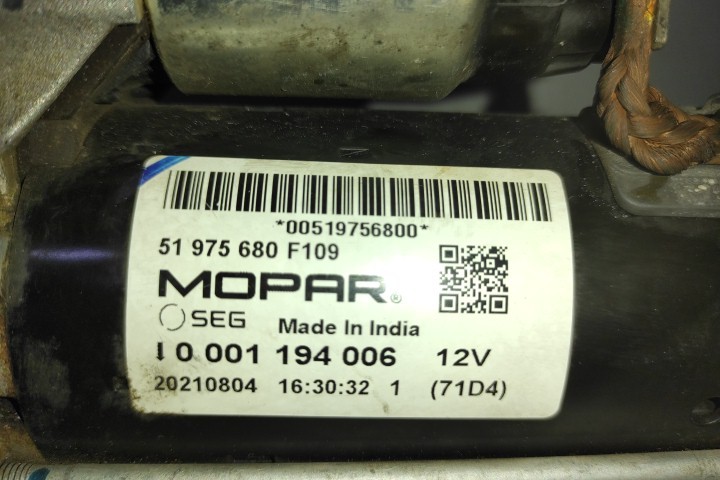 *00519756800*
51 975 680 F109
MOPAR®
SEG Made In India
0 001 194 006 12V
20210804 16:30:32 1 (71D4)